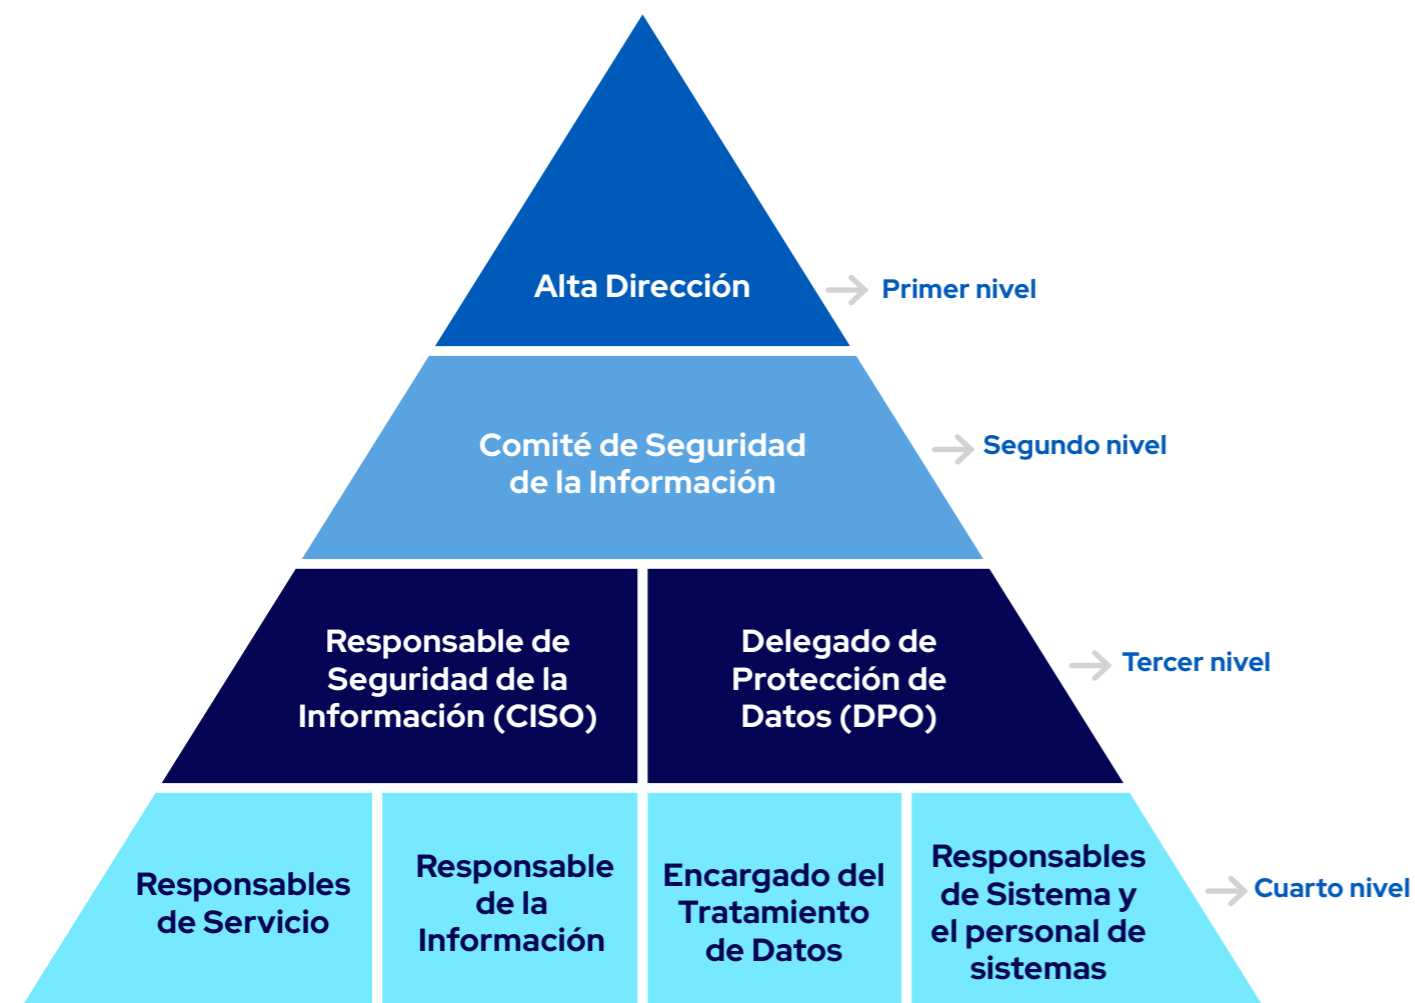 Alta Dirección
Primer nivel
Comité de Seguridad
de la Información
Segundo nivel
Responsable de
Seguridad de la
Información (CISO)
Delegado de
Protección de
Datos (DPO)
Tercer nivel
Responsables
de Servicio
Responsable
de la
Información
Encargado del
Tratamiento
de Datos
Responsables
de Sistema y
el personal de
sistemas
Cuarto nivel